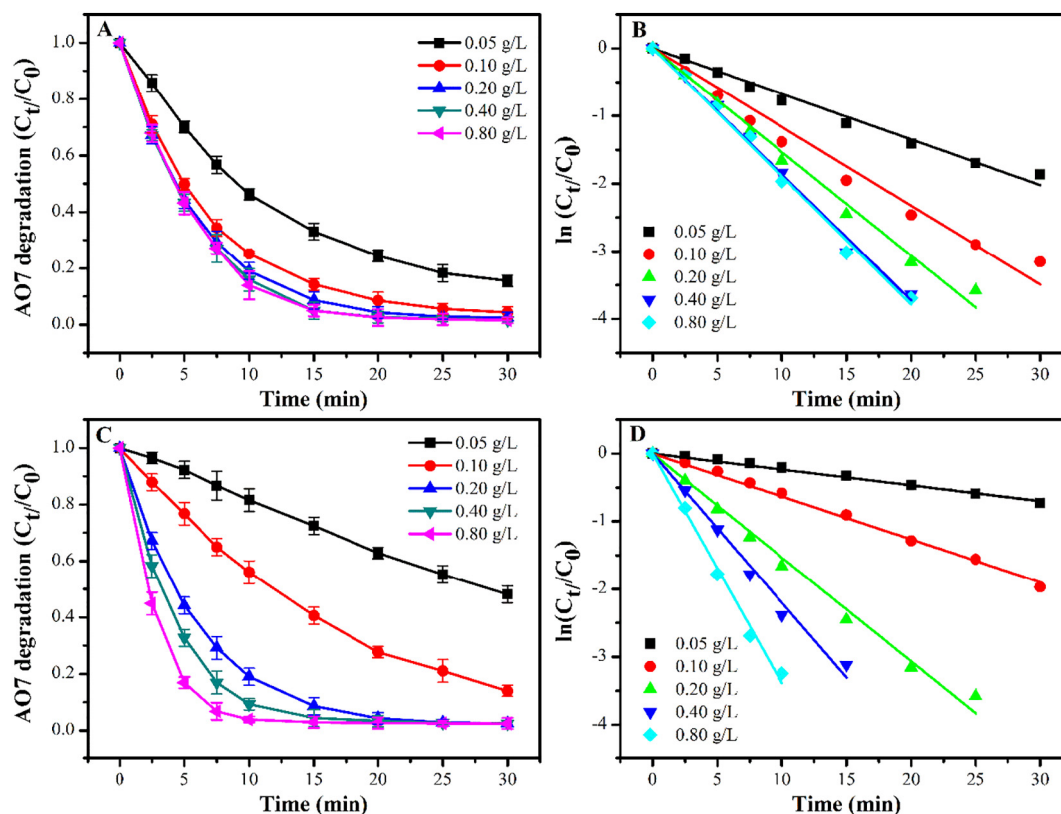 A
AO7 degradation (Ct/C0)
1.0
0.8
0.6
0.4
0.2
0.0
0.05 g/L
0.10 g/L
0.20 g/L
0.40 g/L
0.80 g/L
0 5 10 15 20 25 30
Time (min)
B
ln (Ct/C0)
0
-1
-2
-3
-4
0.05 g/L
0.10 g/L
0.20 g/L
0.40 g/L
0.80 g/L
0 5 10 15 20 25 30
Time (min)
C
AO7 degradation (Ct/C0)
1.0
0.8
0.6
0.4
0.2
0.0
0.05 g/L
0.10 g/L
0.20 g/L
0.40 g/L
0.80 g/L
0 5 10 15 20 25 30
Time (min)
D
ln(Ct/C0)
0
-1
-2
-3
-4
0.05 g/L
0.10 g/L
0.20 g/L
0.40 g/L
0.80 g/L
0 5 10 15 20 25 30
Time (min)